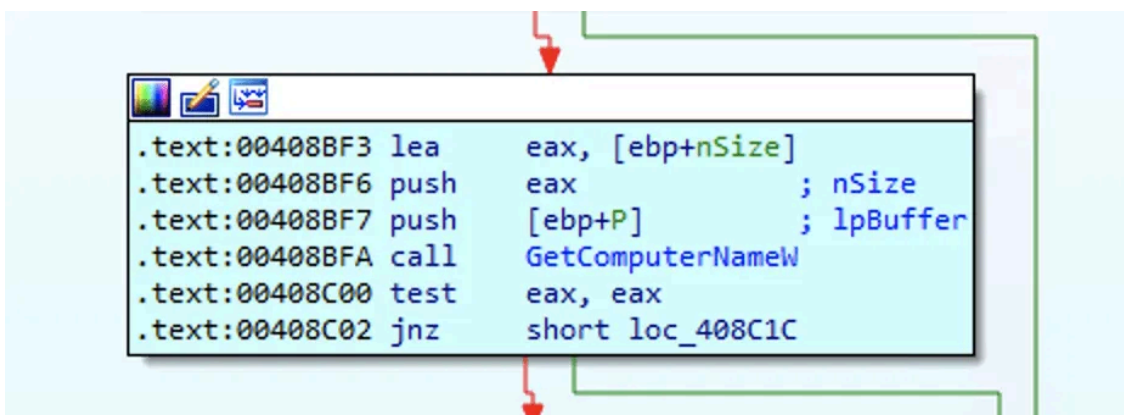 .text:00408BF3 lea eax, [ebp+nSize]
.text:00408BF6 push eax ; nSize
.text:00408BF7 push [ebp+P] ; lpBuffer
.text:00408BFA call GetComputerNameW
.text:00408C00 test eax, eax
.text:00408C02 jnz short loc_408C1C